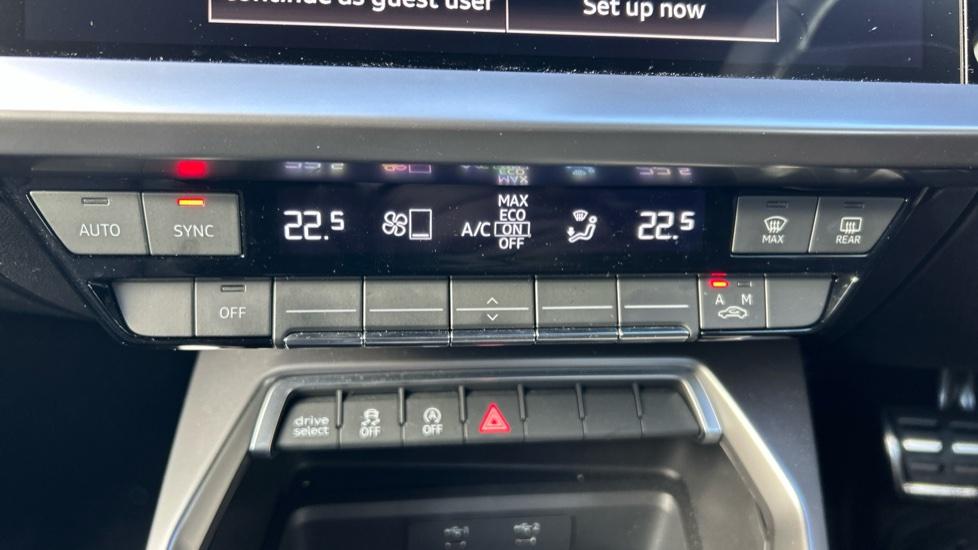 continue as guest user
Set up now
AUTO
SYNC
22.5
A/C
MAX
ECO
ON
OFF
22.5
MAX
REAR
OFF
A M
drive select
OFF
A
OFF